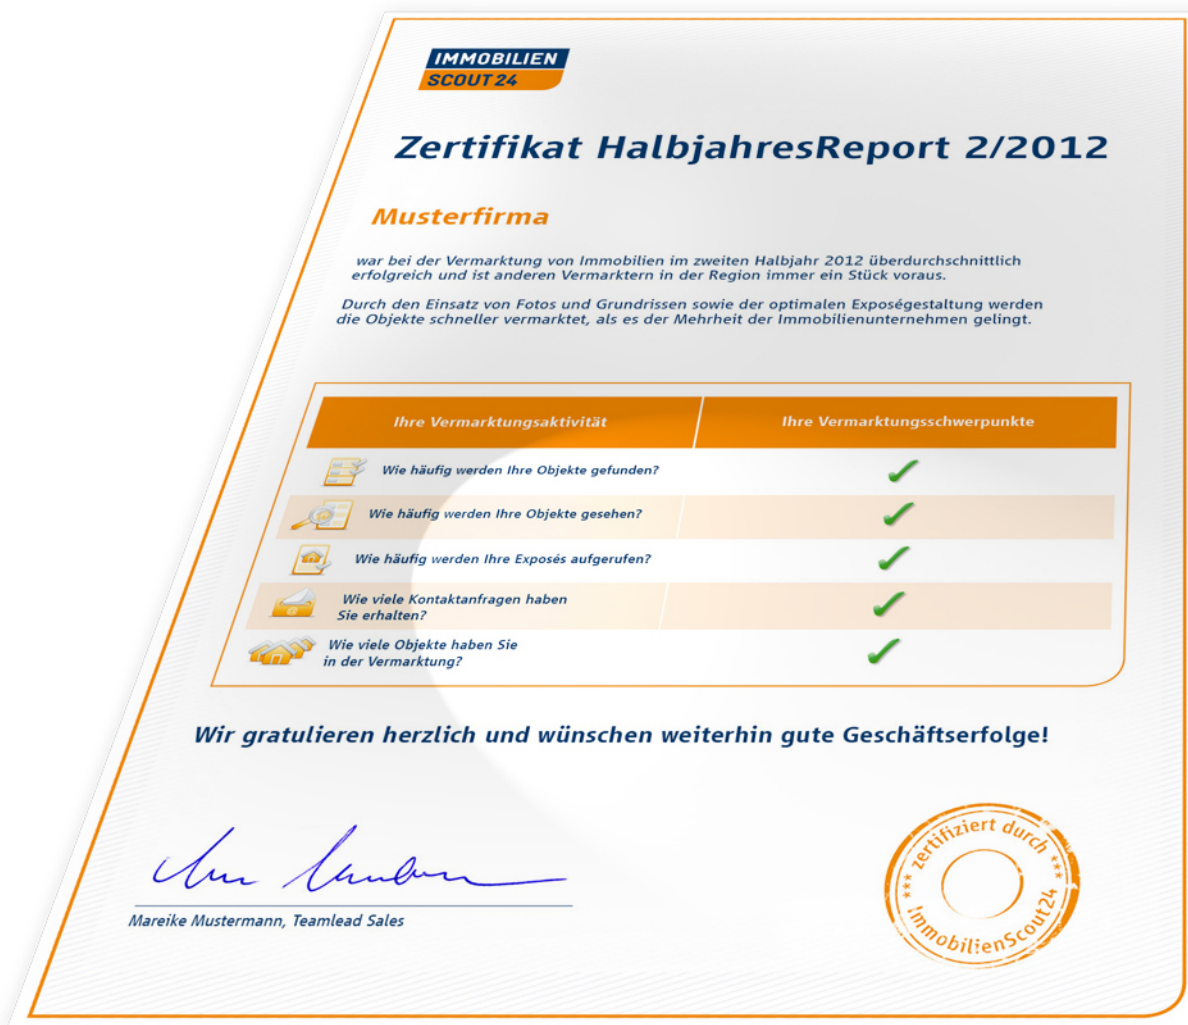 IMMOBILIEN
SCOUT24
Zertifikat HalbjahresReport 2/2012
Musterfirma
war bei der Vermarktung von Immobilien im zweiten Halbjahr 2012 überdurchschnittlich
erfolgreich und ist anderen Vermarktern in der Region immer ein Stück voraus.
Durch den Einsatz von Fotos und Grundrissen sowie der optimalen Exposégestaltung werden
die Objekte schneller vermarktet, als es der Mehrheit der Immobilienunternehmen gelingt.
Ihre Vermarktungsaktivität
Ihre Vermarktungsschwerpunkte
Wie häufig werden Ihre Objekte gefunden?
Wie häufig werden Ihre Objekte gesehen?
Wie häufig werden Ihre Exposés aufgerufen?
Wie viele Kontaktanfragen haben
Sie erhalten?
Wie viele Objekte haben Sie
in der Vermarktung?
Wir gratulieren herzlich und wünschen weiterhin gute Geschäftserfolge!
Mareike Mustermann, Teamlead Sales
*** zertifiziert durch ***
ImmobilienScout24